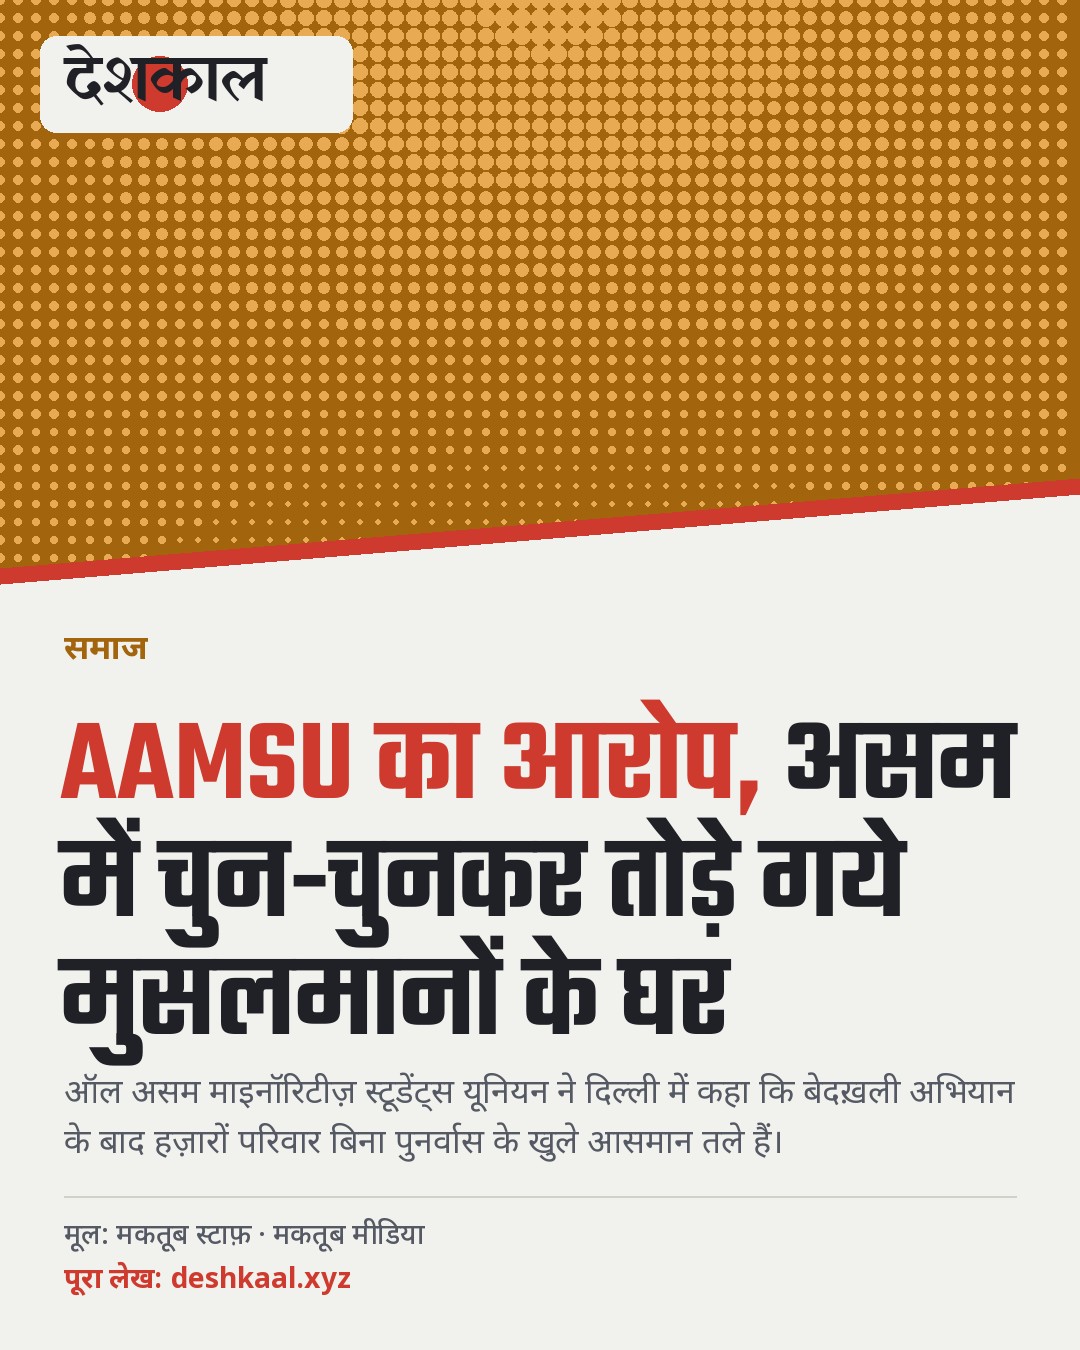 देशकाल
समाज
AAMSU का आरोप, असम
में चुन-चुनकर तोड़े गये
मुसलमानों के घर
ऑल असम माइनॉरिटीज़ स्टूडेंट्स यूनियन ने दिल्ली में कहा कि बेदख़ली अभियान
के बाद हज़ारों परिवार बिना पुनर्वास के खुले आसमान तले हैं।
मूल: मकतूब स्टाफ़ · मकतूब मीडिया
पूरा लेख: deshkaal.xyz